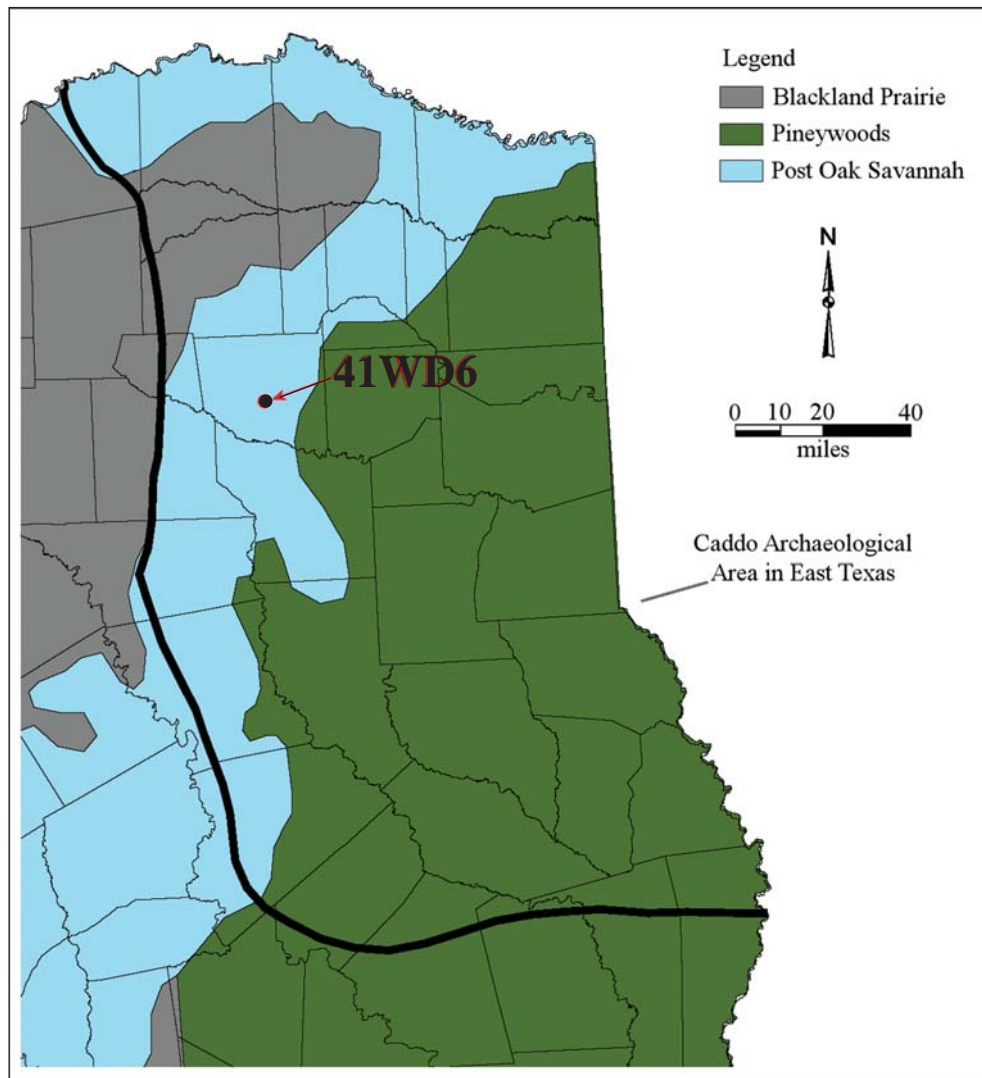 Legend
Blackland Prairie
Pineywoods
Post Oak Savannah
N
41WD6
0 10 20 40
miles
Caddo Archaeological
Area in East Texas